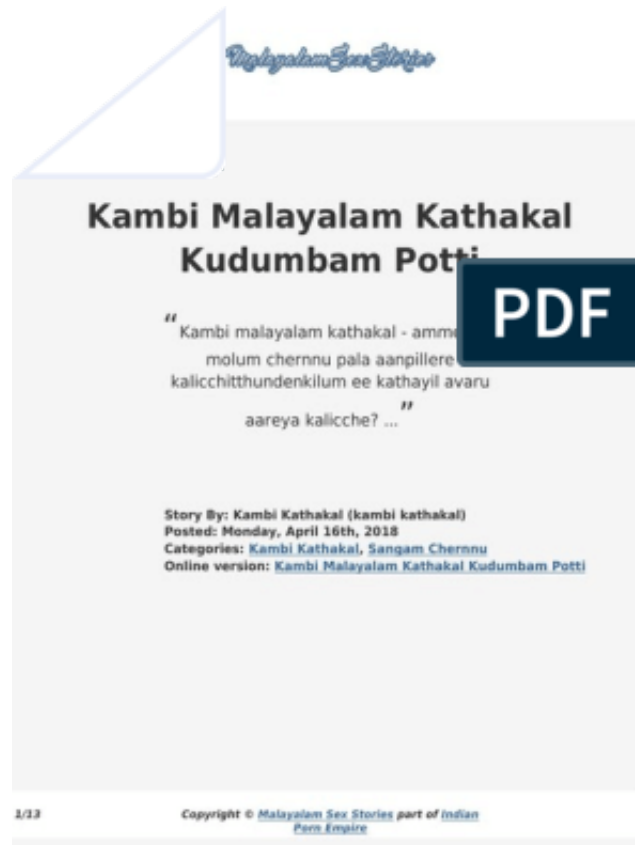 MalayalamSexStories
Kambi Malayalam Kathakal
Kudumbam Potti
PDF
“Kambi malayalam kathakal -
molum chernnu pala aanpillere
kalicchitthundenkilum ee kathayil avaru
aareya kalicche? ...”
Story By: Kambi Kathakal (kambi kathakal)
Posted: Monday, April 16th, 2018
Categories: Kambi Kathakal, Sangam Chernnu
Online version: Kambi Malayalam Kathakal Kudumbam Potti
1/13
Copyright © Malayalam Sex Stories part of Indian
Porn Empire